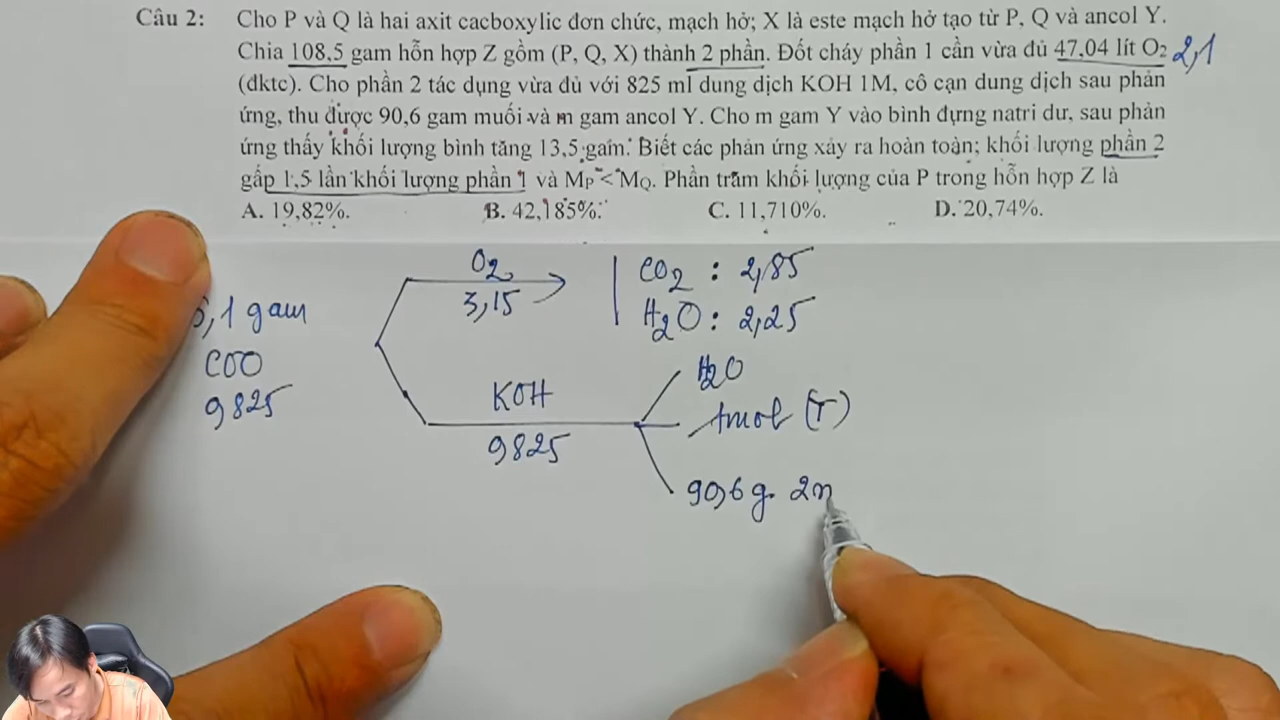 Câu 2: Cho P và Q là hai axit cacboxylic đơn chức, mạch hở; X là este mạch hở tạo từ P, Q và ancol Y.
Chia 108,5 gam hỗn hợp Z gồm (P, Q, X) thành 2 phần. Đốt cháy phần 1 cần vừa đủ 47,04 lít O2 2,1
(đktc). Cho phần 2 tác dụng vừa đủ với 825 ml dung dịch KOH 1M, cô cạn dung dịch sau phản
ứng, thu được 90,6 gam muối và m gam ancol Y. Cho m gam Y vào bình đựng natri dư, sau phản
ứng thấy khối lượng bình tăng 13,5 gam. Biết các phản ứng xảy ra hoàn toàn; khối lượng phần 2
gấp 1,5 lần khối lượng phần 1 và MP < MQ. Phần trăm khối lượng của P trong hỗn hợp Z là
A. 19,82%. B. 42,185%. C. 11,710%. D. 20,74%.
O2 CO2 : 2,85
3,15 H2O : 2,25
,1 gam
COO
9825
KOH
9825
H2O
(Y)
90,6g. 2m